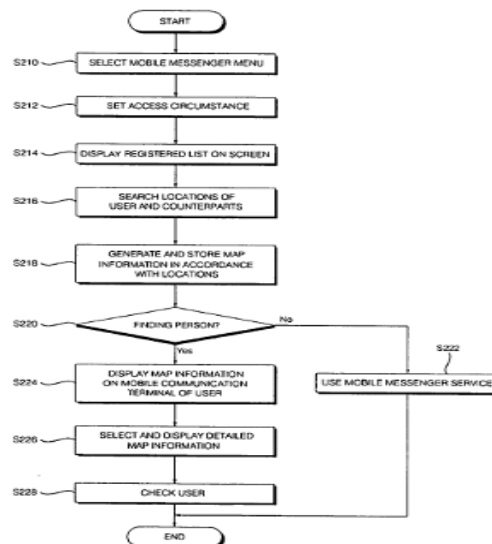 START
S210
SELECT MOBILE MESSENGER MENU
S212
SET ACCESS CIRCUMSTANCE
S214
DISPLAY REGISTERED LIST ON SCREEN
S216
SEARCH LOCATIONS OF
USER AND COUNTERPARTS
S218
GENERATE AND STORE MAP
INFORMATION IN ACCORDANCE
WITH LOCATIONS
S220
FINDING PERSON?
No
Yes
S222
USE MOBILE MESSENGER SERVICE
S224
DISPLAY MAP INFORMATION
ON MOBILE COMMUNICATION
TERMINAL OF USER
S226
SELECT AND DISPLAY DETAILED
MAP INFORMATION
S228
CHECK USER
END